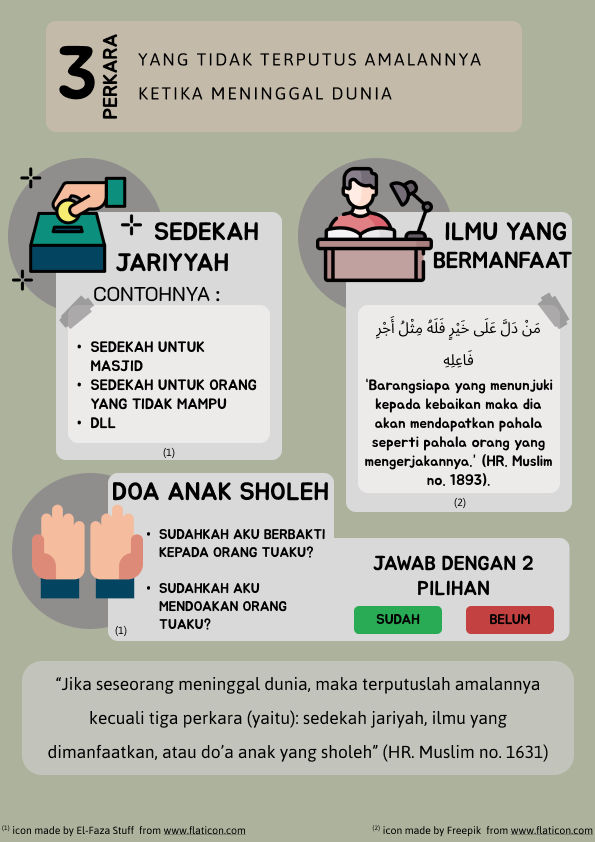 3 PERKARA
YANG TIDAK TERPUTUS AMALANNYA
KETIKA MENINGGAL DUNIA
SEDEKAH
JARIYYAH
CONTOHNYA :
• SEDEKAH UNTUK
MASJID
• SEDEKAH UNTUK ORANG
YANG TIDAK MAMPU
• DLL
(1)
ILMU YANG
BERMANFAAT
مَنْ دَلَّ عَلَى خَيْرٍ فَلَهُ مِثْلُ أَجْرِ
فَاعِلِهِ
'Barangsiapa yang menunjuki
kepada kebaikan maka dia
akan mendapatkan pahala
seperti pahala orang yang
mengerjakannya.' (HR. Muslim
no. 1893).
(2)
DOA ANAK SHOLEH
• SUDAHKAH AKU BERBAKTI
KEPADA ORANG TUAKU?
• SUDAHKAH AKU
MENDOAKAN ORANG
TUAKU?
(1)
JAWAB DENGAN 2
PILIHAN
SUDAH
BELUM
“Jika seseorang meninggal dunia, maka terputuslah amalannya
kecuali tiga perkara (yaitu): sedekah jariyah, ilmu yang
dimanfaatkan, atau do’a anak yang sholeh” (HR. Muslim no. 1631)
(1) icon made by El-Faza Stuff from www.flaticon.com
(2) icon made by Freepik from www.flaticon.com